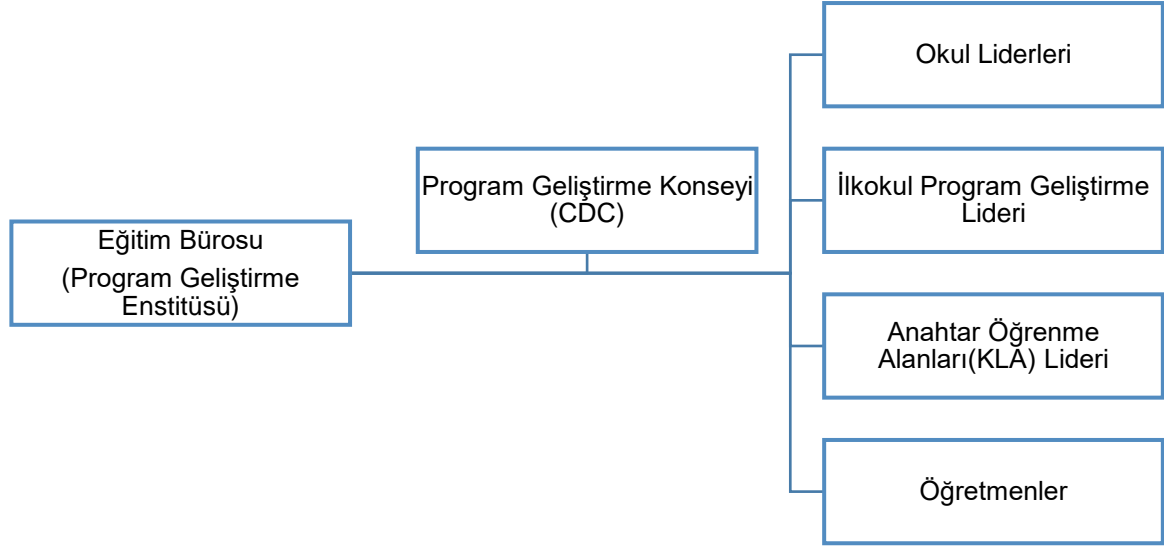 Eğitim Bürosu
(Program Geliştirme
Enstitüsü)
Program Geliştirme Konseyi
(CDC)
Okul Liderleri
İlkokul Program Geliştirme
Lideri
Anahtar Öğrenme
Alanları(KLA) Lideri
Öğretmenler